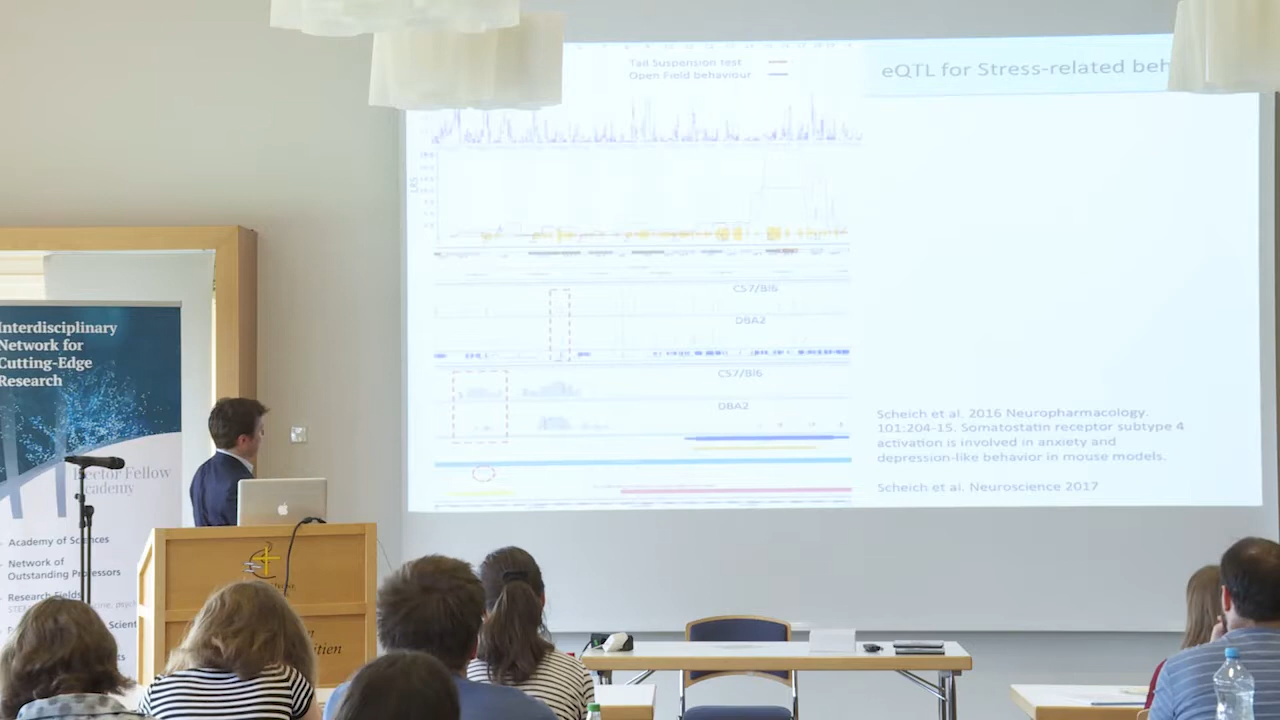 Tail Suspension test
Open Field behaviour
eQTL for Stress-related beh
LRS
C57/Bl6
DBA2
C57/Bl6
DBA2
Scheich et al. 2016 Neuropharmacology.
101:204-15. Somatostatin receptor subtype 4
activation is involved in anxiety and
depression-like behavior in mouse models.
Scheich et al. Neuroscience 2017
Interdisciplinary
Network for
Cutting-Edge
Research
Hector Fellow
Academy
Academy of Sciences
Network of
Outstanding Professors
Research Fields